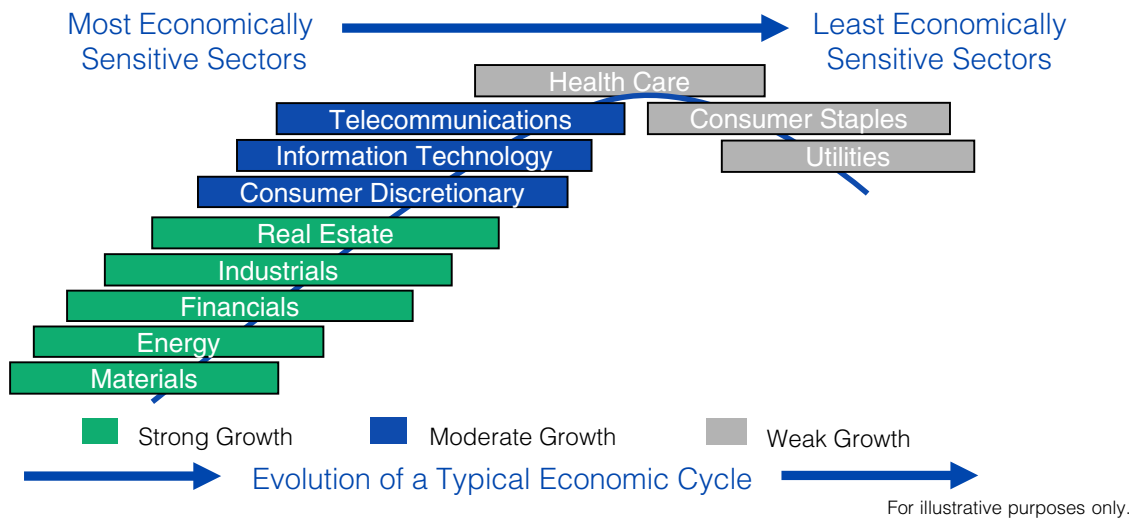 Most Economically
Sensitive Sectors
Least Economically
Sensitive Sectors
Health Care
Telecommunications
Consumer Staples
Information Technology
Utilities
Consumer Discretionary
Real Estate
Industrials
Financials
Energy
Materials
Strong Growth
Moderate Growth
Weak Growth
Evolution of a Typical Economic Cycle
For illustrative purposes only.